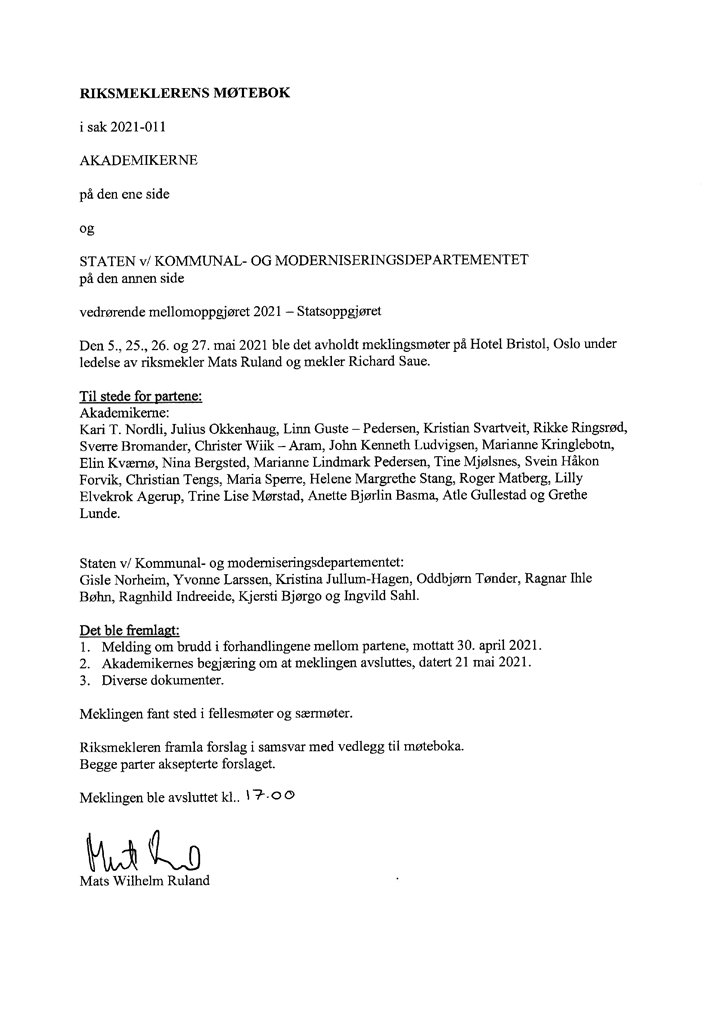 RIKSMEKLERENS MØTEBOK
i sak 2021-011
AKADEMIKERNE
på den ene side
og
STATEN v/ KOMMUNAL- OG MODERNISERINGSDEPARTEMENTET
på den annen side
vedrørende mellomoppgjøret 2021 – Statsoppgjøret
Den 5., 25., 26. og 27. mai 2021 ble det avholdt meklingsmøter på Hotel Bristol, Oslo under
ledelse av riksmekler Mats Ruland og mekler Richard Saue.
Til stede for partene:
Akademikerne:
Kari T. Nordli, Julius Okkenhaug, Linn Guste – Pedersen, Kristian Svartveit, Rikke Ringsrød,
Sverre Bromander, Christer Wiik – Aram, John Kenneth Ludvigsen, Marianne Kringlebotn,
Elin Kværnø, Nina Bergsted, Marianne Lindmark Pedersen, Tine Mjølsnes, Svein Håkon
Forvik, Christian Tengs, Maria Sperre, Helene Margrethe Stang, Roger Matberg, Lilly
Elvekrok Agerup, Trine Lise Mørstad, Anette Bjørlin Basma, Atle Gullestad og Grethe
Lunde.
Staten v/ Kommunal- og moderniseringsdepartementet:
Gisle Norheim, Yvonne Larssen, Kristina Jullum-Hagen, Oddbjørn Tønder, Ragnar Ihle
Bøhn, Ragnhild Indreeide, Kjersti Bjørgo og Ingvild Sahl.
Det ble fremlagt:
1. Melding om brudd i forhandlingene mellom partene, mottatt 30. april 2021.
2. Akademikernes begjæring om at meklingen avsluttes, datert 21 mai 2021.
3. Diverse dokumenter.
Meklingen fant sted i fellesmøter og særmøter.
Riksmekleren framla forslag i samsvar med vedlegg til møteboka.
Begge parter aksepterte forslaget.
Meklingen ble avsluttet kl.. 17.00
Mats Wilhelm Ruland